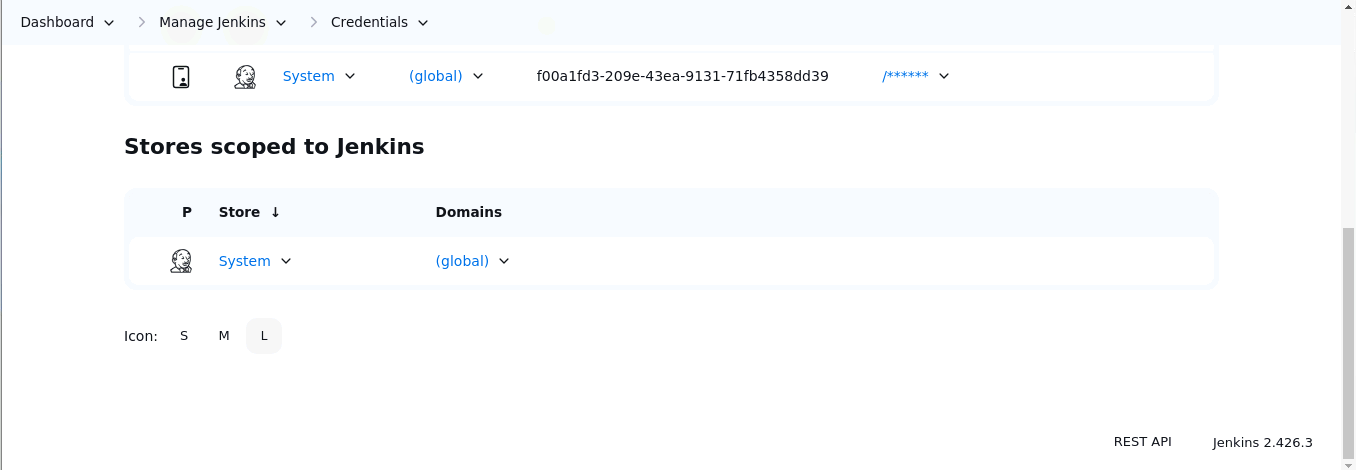 Dashboard Manage Jenkins Credentials
System (global) f00a1fd3-209e-43ea-9131-71fb4358dd39 /******
Stores scoped to Jenkins
P Store ↓ Domains
System (global)
Icon: S M L
REST API Jenkins 2.426.3